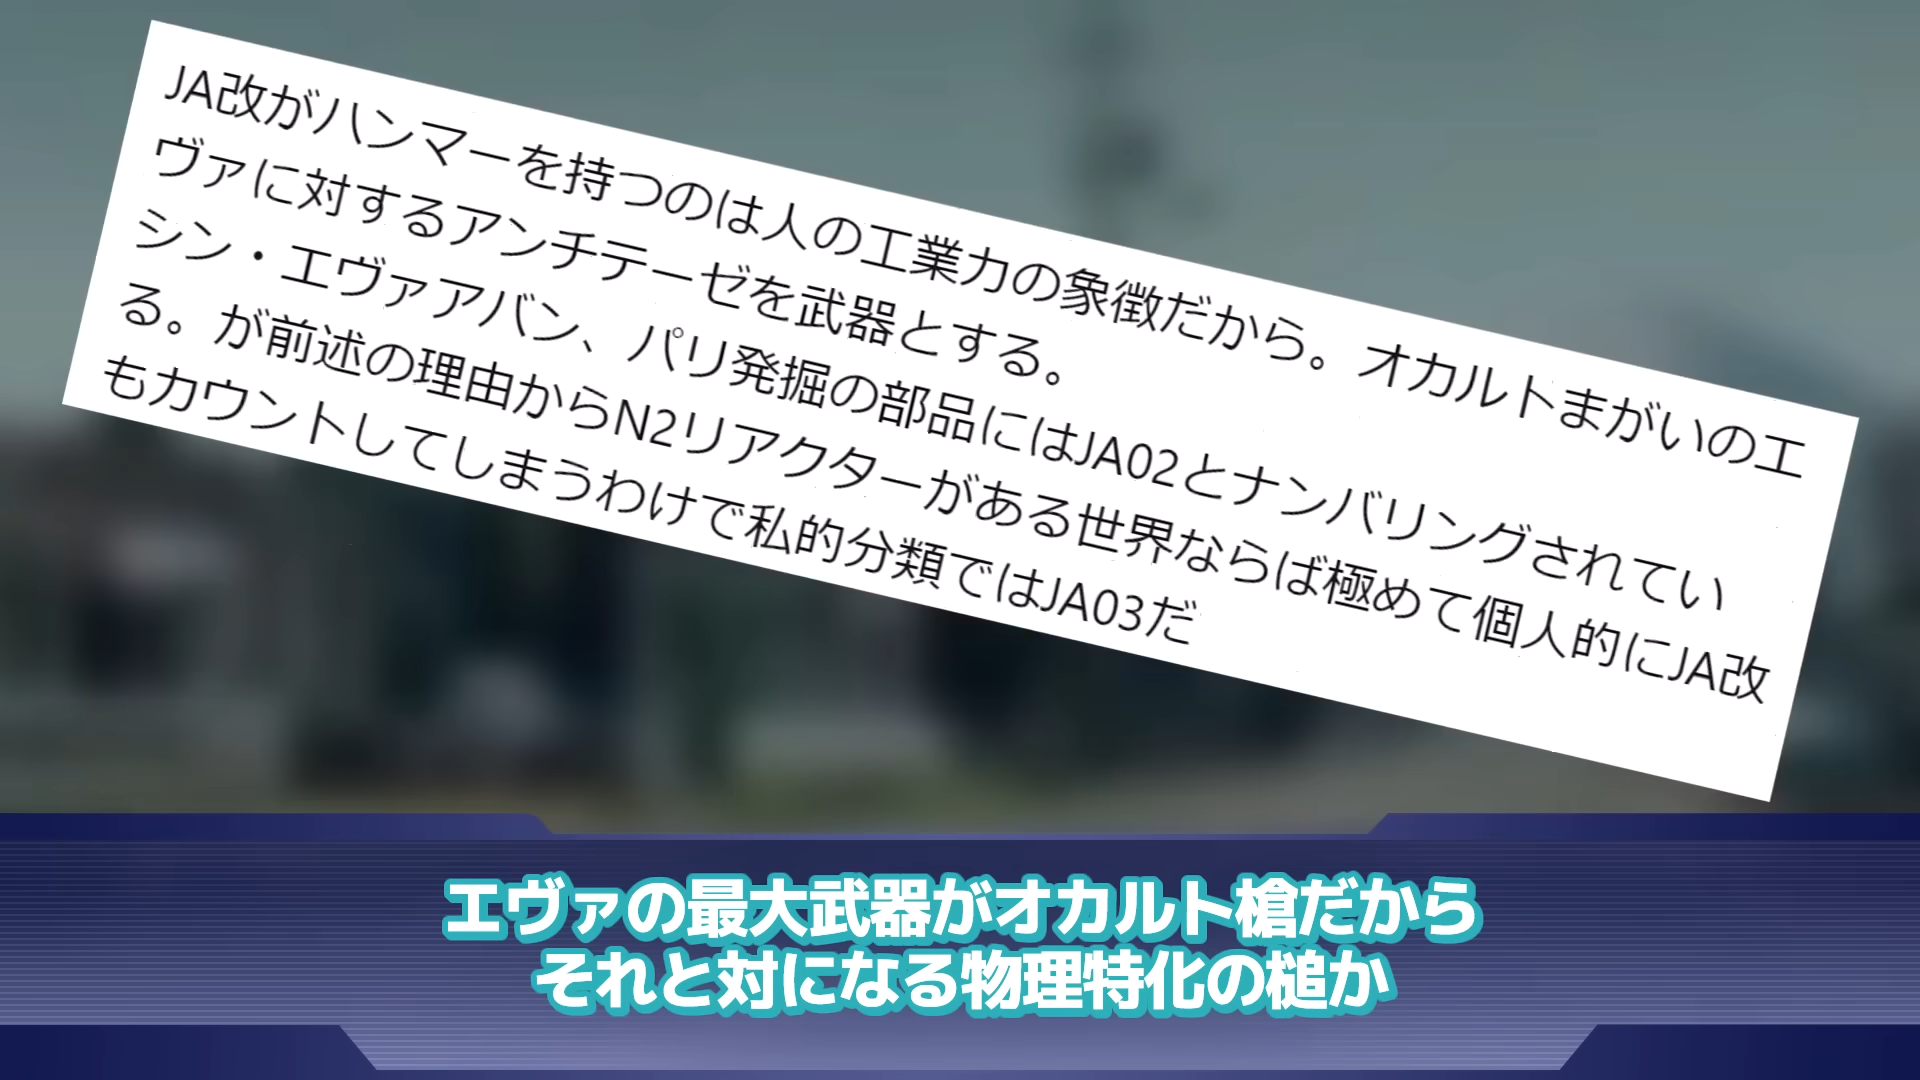 JA改がハンマーを持つのは人の工業力の象徴だから。オカルトまがいのエ
ヴァに対するアンチテーゼを武器とする。
シン・エヴァアバン、パリ発掘の部品にはJA02とナンバリングされてい
る。が前述の理由からN2リアクターがある世界ならば極めて個人的にJA改
もカウントしてしまうわけで私的分類ではJA03だ
エヴァの最大武器がオカルト槍だから
それと対になる物理特化の槌か